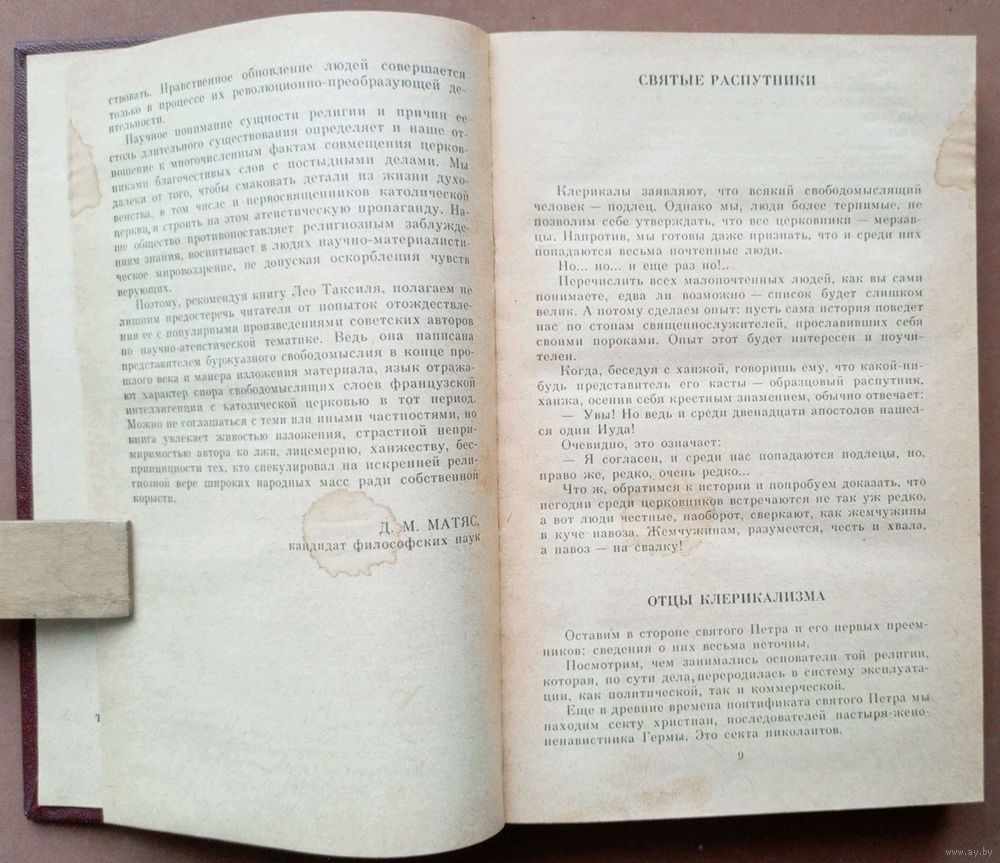 ствовать. Нравственное обновление людей совершается
только в процессе их революционно-преобразующей де-
ятельности.
Научное понимание сущности религии и причин ее
столь длительного существования определяет и наше от-
ношение к многочисленным фактам совмещения церков-
никами благочестивых слов с постыдными делами. Мы
далеки от того, чтобы смаковать детали из жизни духо-
венства, в том числе и первосвященников католической
церкви, и строить на этом атеистическую пропаганду. На-
ше общество противопоставляет религиозным заблужде-
ниям знания, воспитывает в людях научно-материалисти-
ческое мировоззрение, не допуская оскорбления чувств
верующих.
Поэтому, рекомендуя книгу Лео Таксиля, полагаем не
лишним предостеречь читателя от попыток отождествле-
ния ее с популярными произведениями советских авторов
по научно-атеистической тематике. Ведь она написана
представителем буржуазного свободомыслия в конце про-
шлого века и манера изложения материала, язык отража-
ют характер спора свободомыслящих слоев французской
интеллигенции с католической церковью в тот период.
Можно не соглашаться с теми или иными частностями, но
книга увлекает живостью изложения, страстной непри-
миримостью автора ко лжи, лицемерию, ханжеству, бес-
принципности тех, кто спекулировал на искренней рели-
гиозной вере широких народных масс ради собственной
корысти.
Д. М. МАТЯС,
кандидат философских наук
Т
СВЯТЫЕ РАСПУТНИКИ
Клерикалы заявляют, что всякий свободомыслящий
человек — подлец. Однако мы, люди более терпимые, не
позволим себе утверждать, что все церковники — мерзав-
цы. Напротив, мы готовы даже признать, что и среди них
попадаются весьма почтенные люди.
Но... но... и еще раз но!..
Перечислить всех малопочтенных людей, как вы сами
понимаете, едва ли возможно — список будет слишком
велик. А потому сделаем опыт: пусть сама история поведет
нас по стопам священнослужителей, прославивших себя
своими пороками. Опыт этот будет интересен и поучи-
телен.
Когда, беседуя с ханжой, говоришь ему, что какой-ни-
будь представитель его касты — образцовый распутник,
ханжа, осенив себя крестным знамением, обычно отвечает:
— Увы! Но ведь и среди двенадцати апостолов нашел-
ся один Иуда!
Очевидно, это означает:
— Я согласен, и среди нас попадаются подлецы, но,
право же, редко, очень редко...
Что ж, обратимся к истории и попробуем доказать, что
негодяи среди церковников встречаются не так уж редко,
а вот люди честные, наоборот, сверкают, как жемчужины
в куче навоза. Жемчужинам, разумеется, честь и хвала,
а навоз — на свалку!
ОТЦЫ КЛЕРИКАЛИЗМА
Оставим в стороне святого Петра и его первых преем-
ников: сведения о них весьма неточны.
Посмотрим, чем занимались основатели той религии,
которая, по сути дела, переродилась в систему эксплуата-
ции, как политической, так и коммерческой.
Еще в древние времена понтификата святого Петра мы
находим секту христиан, последователей пастыря-жено-
ненавистника Гермы. Это секта николаитов.
9
www.ay.by